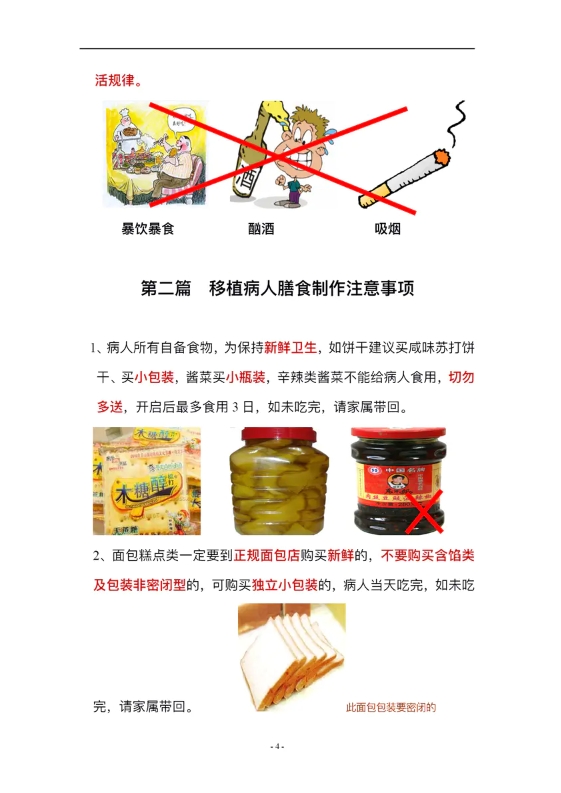 活规律。
酒
暴饮暴食
酗酒
吸烟
第二篇 移植病人膳食制作注意事项
1、病人所有自备食物，为保持新鲜卫生，如饼干建议买咸味苏打饼
干、买小包装，酱菜买小瓶装，辛辣类酱菜不能给病人食用，切勿
多送，开启后最多食用 3 日，如未吃完，请家属带回。
木糖醇
中国名牌
2、面包糕点类一定要到正规面包店购买新鲜的，不要购买含馅类
及包装非密闭型的，可购买独立小包装的，病人当天吃完，如未吃
完，请家属带回。
此面包包装要密闭的
- 4 -